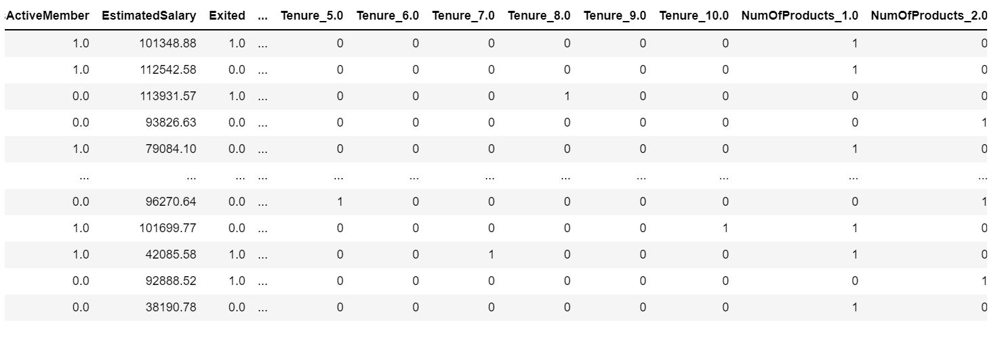 sActiveMember EstimatedSalary Exited ... Tenure_5.0 Tenure_6.0 Tenure_7.0 Tenure_8.0 Tenure_9.0 Tenure_10.0 NumOfProducts_1.0 NumOfProducts_2.0
1.0 101348.88 1.0 ... 0 0 0 0 0 0 1 0
1.0 112542.58 0.0 ... 0 0 0 0 0 0 1 0
0.0 113931.57 1.0 ... 0 0 0 1 0 0 0 0
0.0 93826.63 0.0 ... 0 0 0 0 0 0 0 1
1.0 79084.10 0.0 ... 0 0 0 0 0 0 1 0
... ... ... ... ... ... ... ... ... ... ... ...
0.0 96270.64 0.0 ... 1 0 0 0 0 0 0 1
1.0 101699.77 0.0 ... 0 0 0 0 0 1 1 0
1.0 42085.58 1.0 ... 0 0 1 0 0 0 1 0
0.0 92888.52 1.0 ... 0 0 0 0 0 0 0 1
0.0 38190.78 0.0 ... 0 0 0 0 0 0 1 0